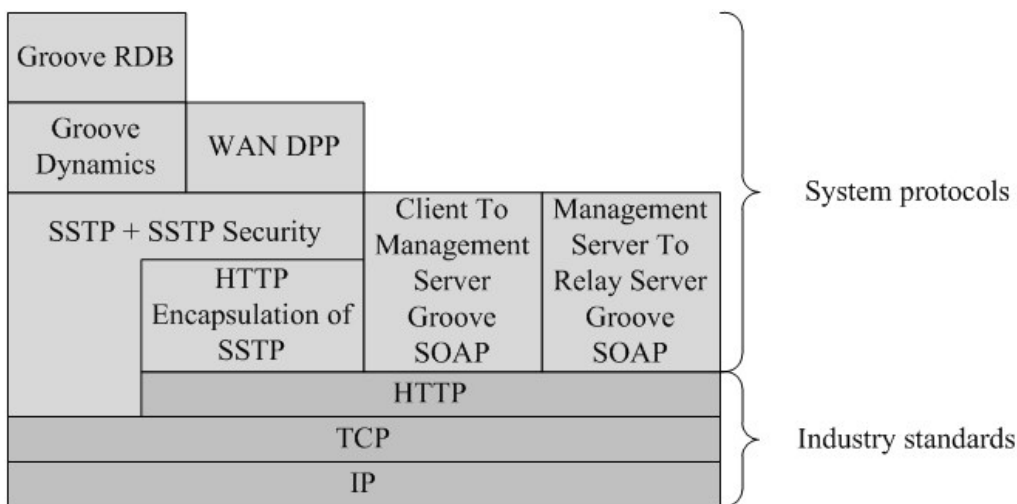 Groove RDB
Groove
Dynamics
WAN DPP
System protocols
SSTP + SSTP Security
HTTP
Encapsulation of
SSTP
Client To
Management
Server
Groove
SOAP
Management
Server To
Relay Server
Groove
SOAP
HTTP
TCP
IP
Industry standards